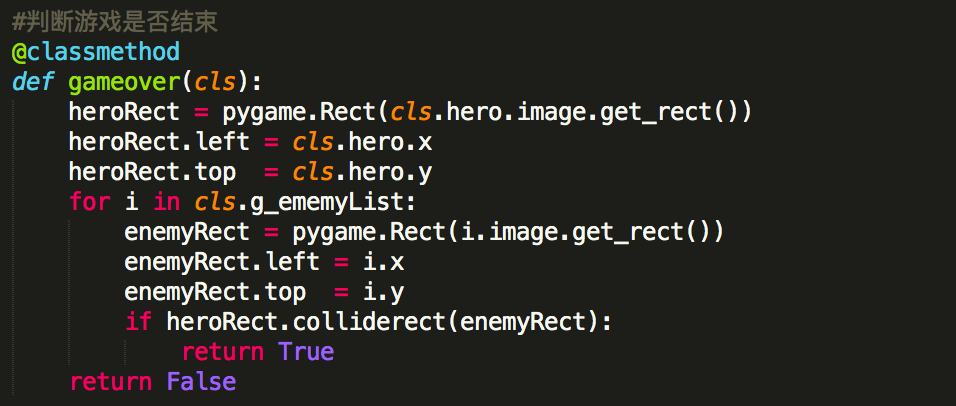 #判断游戏是否结束
@classmethod
def gameover(cls):
    heroRect = pygame.Rect(cls.hero.image.get_rect())
    heroRect.left = cls.hero.x
    heroRect.top  = cls.hero.y
    for i in cls.g_ememyList:
        enemyRect = pygame.Rect(i.image.get_rect())
        enemyRect.left = i.x
        enemyRect.top  = i.y
        if heroRect.colliderect(enemyRect):
            return True
    return False